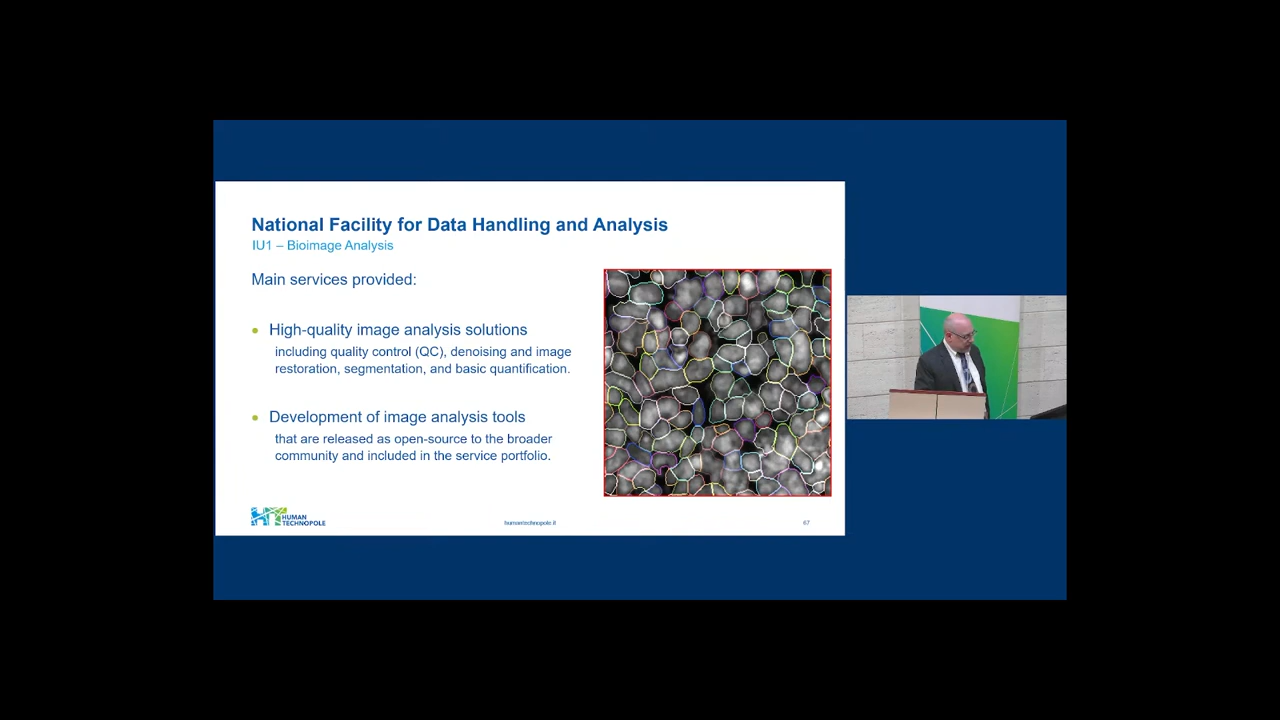 National Facility for Data Handling and Analysis
IU1 – Bioimage Analysis
Main services provided:
• High-quality image analysis solutions
including quality control (QC), denoising and image
restoration, segmentation, and basic quantification.
• Development of image analysis tools
that are released as open-source to the broader
community and included in the service portfolio.
HT HUMAN
TECHNOPOLE
humantechnopole.it